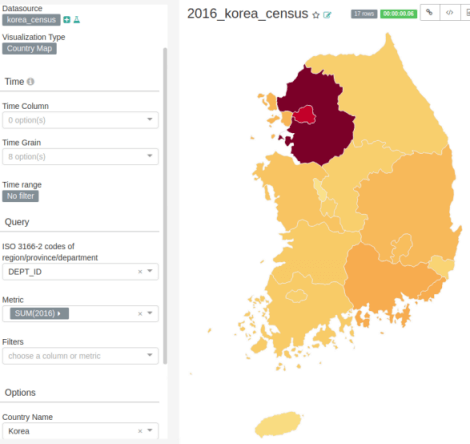 Datasource
korea_census
Visualization Type
Country Map
Time
Time Column
0 option(s)
Time Grain
8 option(s)
Time range
No filter
Query
ISO 3166-2 codes of
region/province/department
DEPT_ID
Metric
SUM(2016)
Filters
choose a column or metric
Options
Country Name
Korea
2016_korea_census
17 rows
00:00:00.06